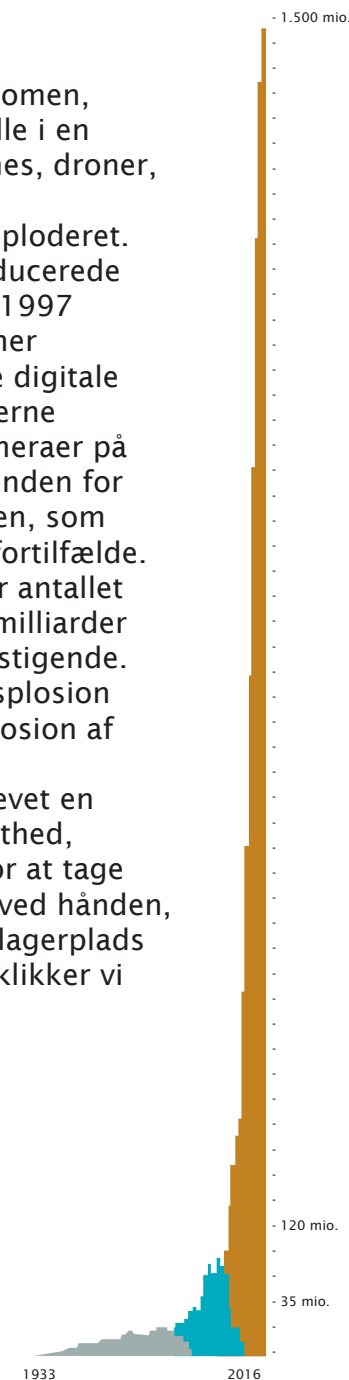 omen,
lle i en
nes, droner,
ploderet.
ducerede
1997
ner
e digitale
erne
neraer på
nden for
en, som
fortilfælde.
r antallet
milliarder
stigende.
splosion
osion af
evet en
thed,
or at tage
ved hånden,
lagerplads
klikker vi
- 1.500 mio.
- 120 mio.
- 35 mio.
1933
2016